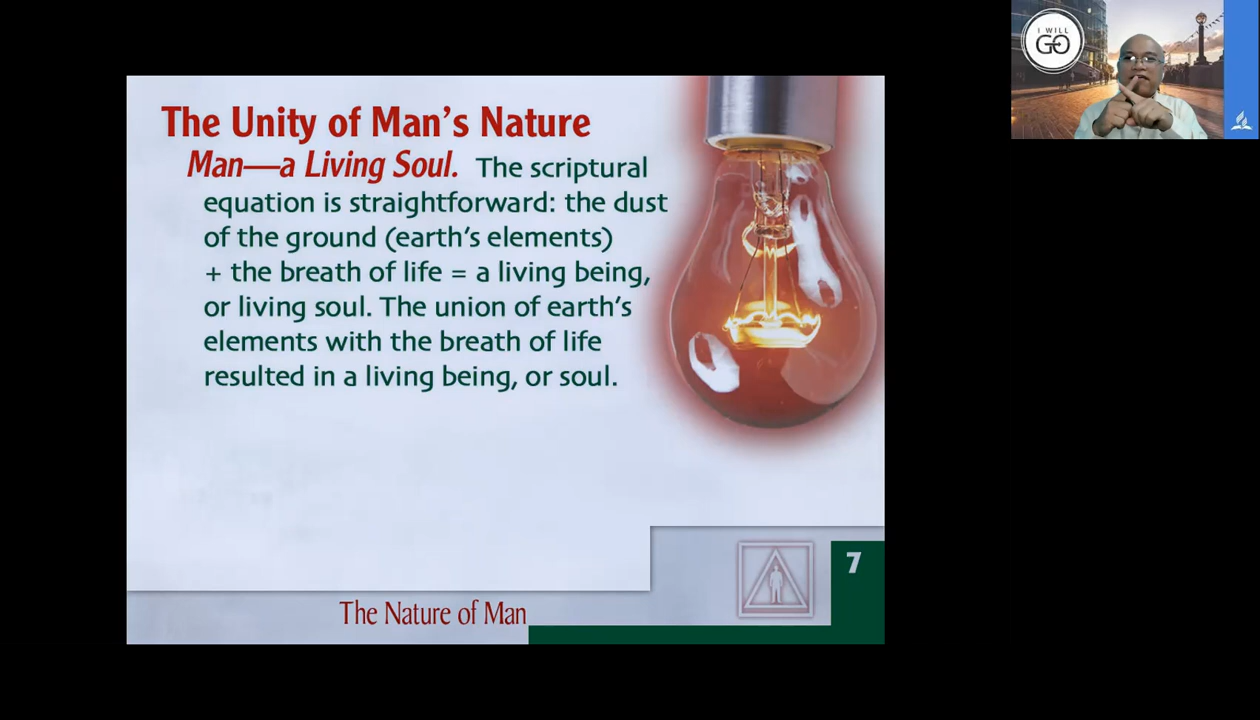 The Unity of Man's Nature
Man—a Living Soul. The scriptural
equation is straightforward: the dust
of the ground (earth's elements)
+ the breath of life = a living being,
or living soul. The union of earth's
elements with the breath of life
resulted in a living being, or soul.
7
The Nature of Man
I WILL
GO